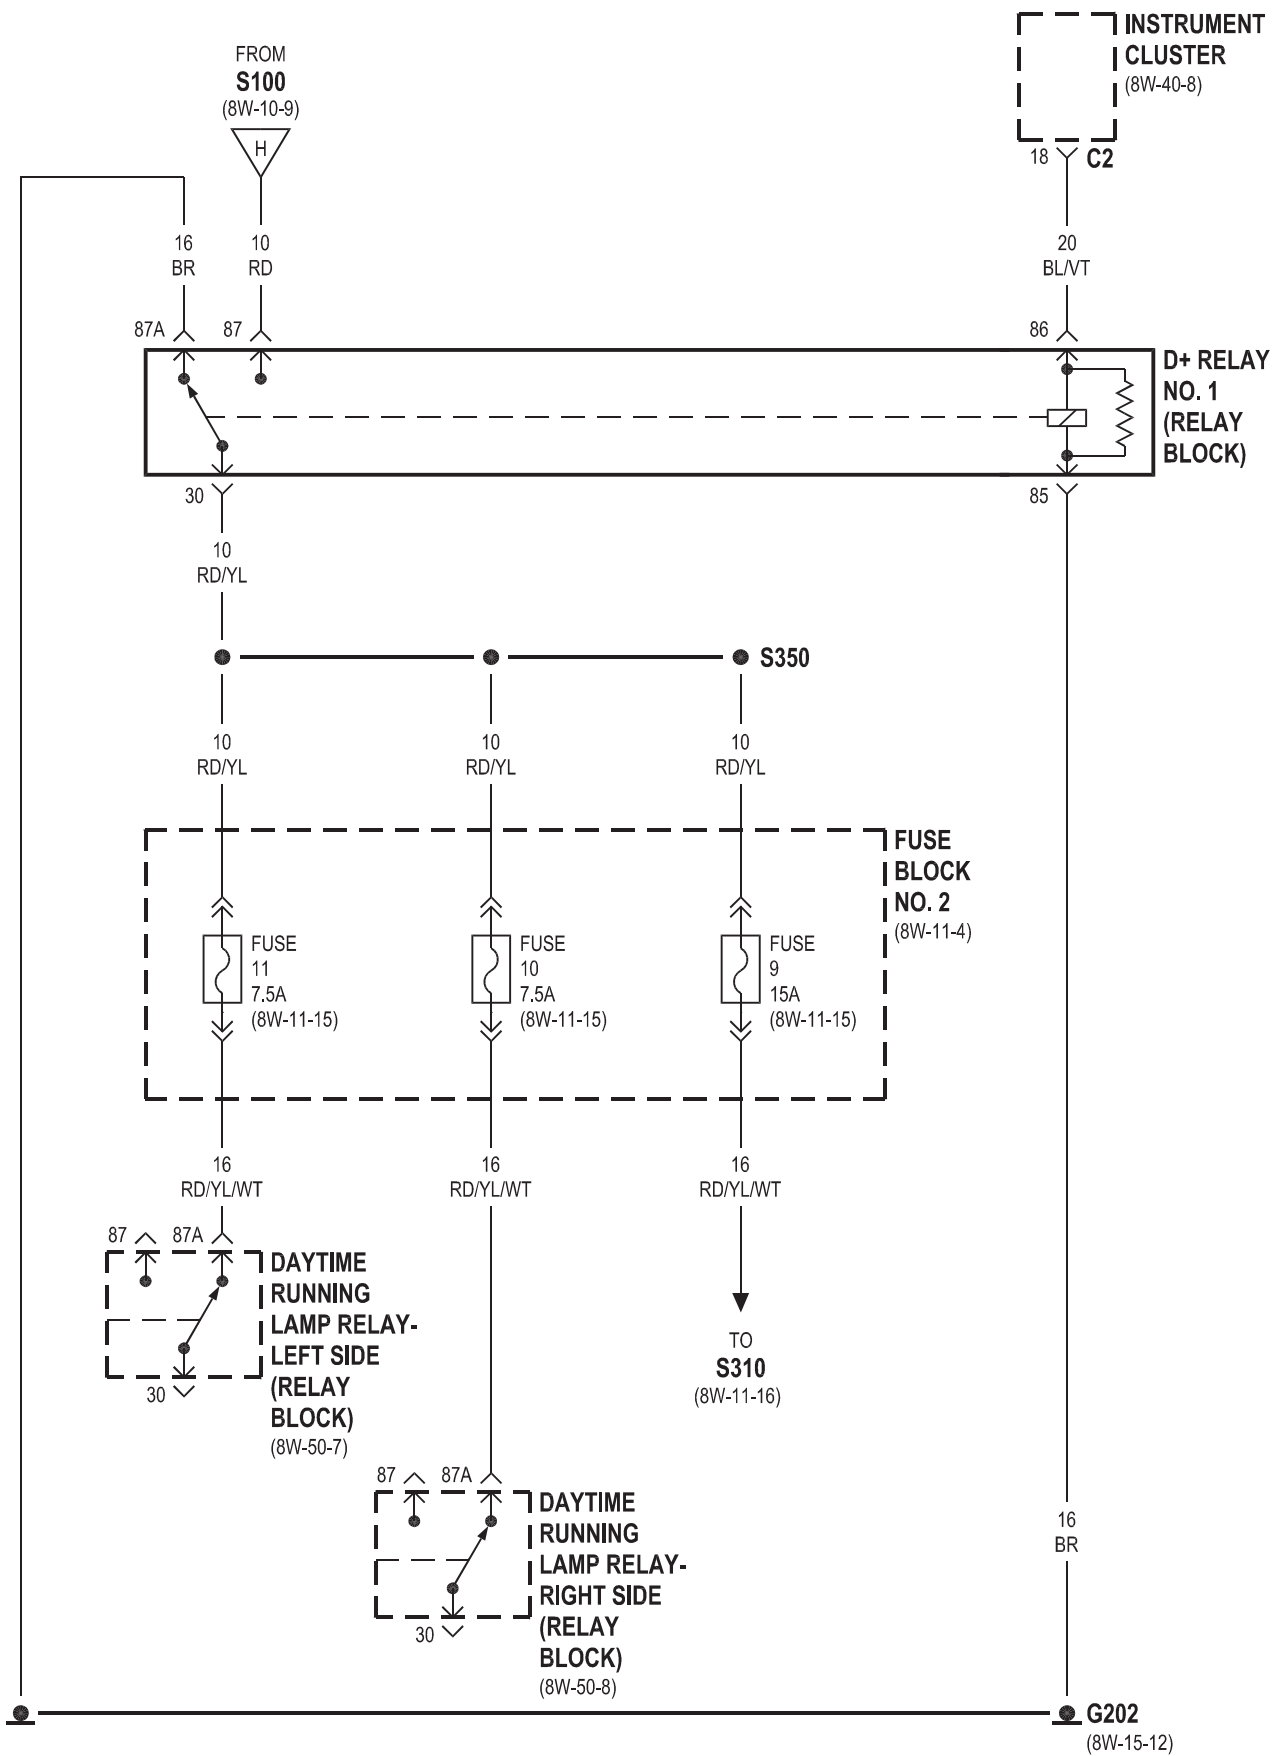 INSTRUMENT
CLUSTER
(8W-40-8)
FROM
S100
(8W-10-9)
H
18
C2
16
BR
10
RD
20
BL/VT
87A
87
86
D+ RELAY
NO. 1
(RELAY
BLOCK)
30
85
10
RD/YL
S350
10
RD/YL
10
RD/YL
10
RD/YL
FUSE
BLOCK
NO. 2
(8W-11-4)
FUSE
11
7.5A
(8W-11-15)
FUSE
10
7.5A
(8W-11-15)
FUSE
9
15A
(8W-11-15)
16
RD/YL/WT
16
RD/YL/WT
16
RD/YL/WT
87
87A
DAYTIME
RUNNING
LAMP RELAY-
LEFT SIDE
(RELAY
BLOCK)
(8W-50-7)
30
TO
S310
(8W-11-16)
87
87A
DAYTIME
RUNNING
LAMP RELAY-
RIGHT SIDE
(RELAY
BLOCK)
(8W-50-8)
30
16
BR
G202
(8W-15-12)